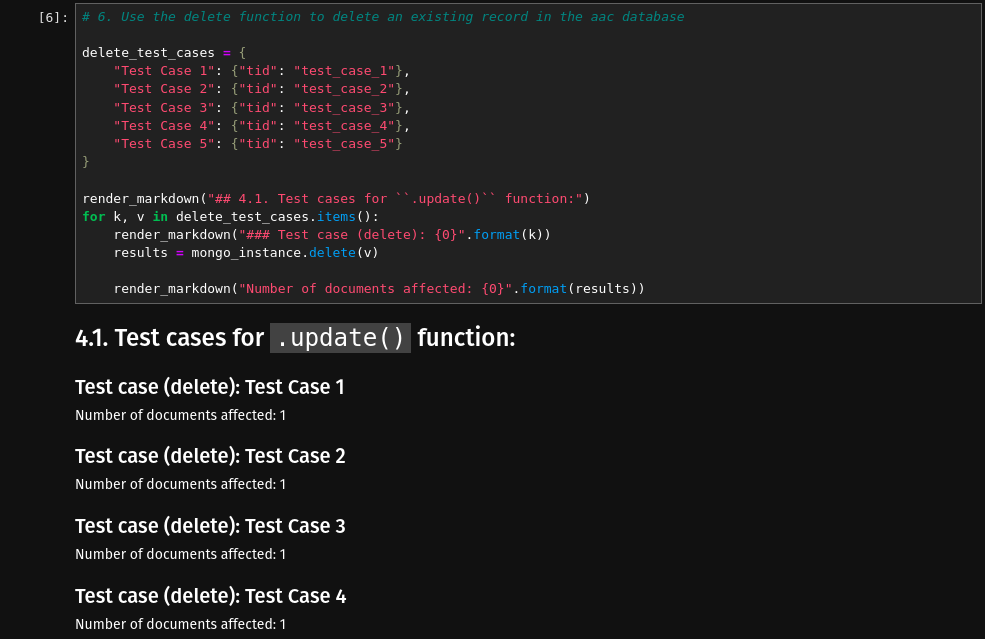 [6]: # 6. Use the delete function to delete an existing record in the aac database
delete_test_cases = {
    "Test Case 1": {"tid": "test_case_1"},
    "Test Case 2": {"tid": "test_case_2"},
    "Test Case 3": {"tid": "test_case_3"},
    "Test Case 4": {"tid": "test_case_4"},
    "Test Case 5": {"tid": "test_case_5"}
}
render_markdown("## 4.1. Test cases for ``.update()`` function:")
for k, v in delete_test_cases.items():
    render_markdown("### Test case (delete): {0}".format(k))
    results = mongo_instance.delete(v)
    render_markdown("Number of documents affected: {0}".format(results))
4.1. Test cases for .update() function:
Test case (delete): Test Case 1
Number of documents affected: 1
Test case (delete): Test Case 2
Number of documents affected: 1
Test case (delete): Test Case 3
Number of documents affected: 1
Test case (delete): Test Case 4
Number of documents affected: 1